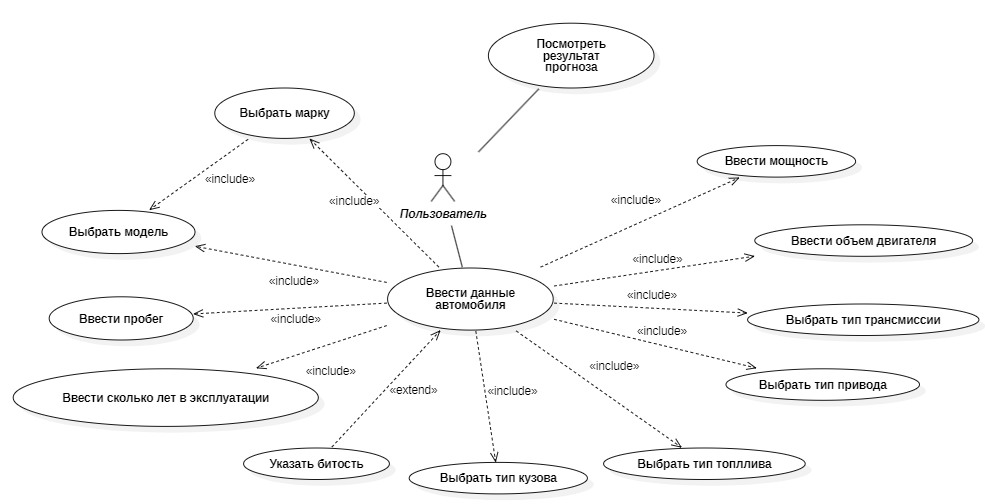 Посмотреть
результат
прогноза
Выбрать марку
Ввести мощность
«include»
«include»
«include»
Пользователь
Выбрать модель
Ввести объем двигателя
«include»
«include»
Ввести данные
автомобиля
«include»
Ввести пробег
«include»
Выбрать тип трансмиссии
«include»
«include»
«include»
Выбрать тип привода
«extend»
«include»
Ввести сколько лет в эксплуатации
Указать битость
Выбрать тип кузова
Выбрать тип топллива